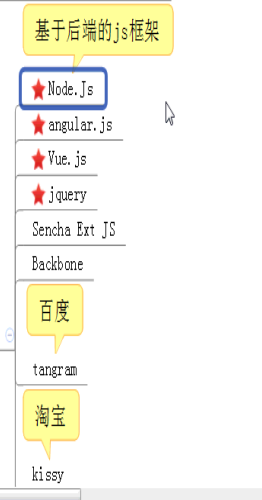 基于后端的js框架
Node.Js
angular.js
Vue.js
jquery
Sencha Ext JS
Backbone
百度
tangram
淘宝
kissy